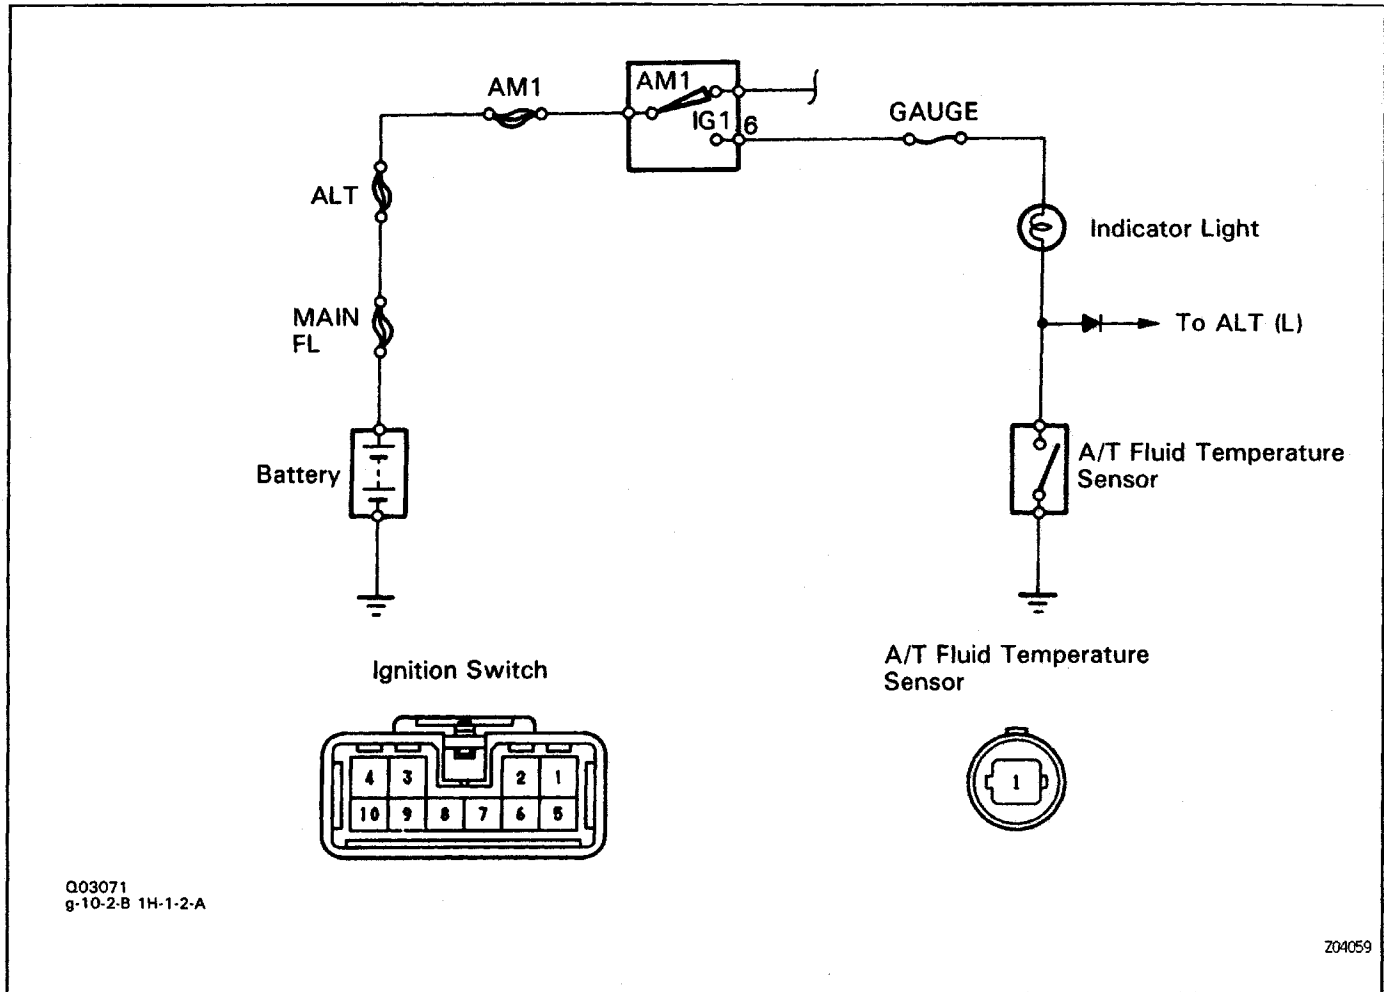 AM1
AM1
IG1 6
GAUGE
ALT
Indicator Light
MAIN
FL
To ALT (L)
Battery
A/T Fluid Temperature
Sensor
Ignition Switch
A/T Fluid Temperature
Sensor
4 3 2 1
10 9 8 7 6 5
1
Q03071
g-10-2-B 1H-1-2-A
Z04059